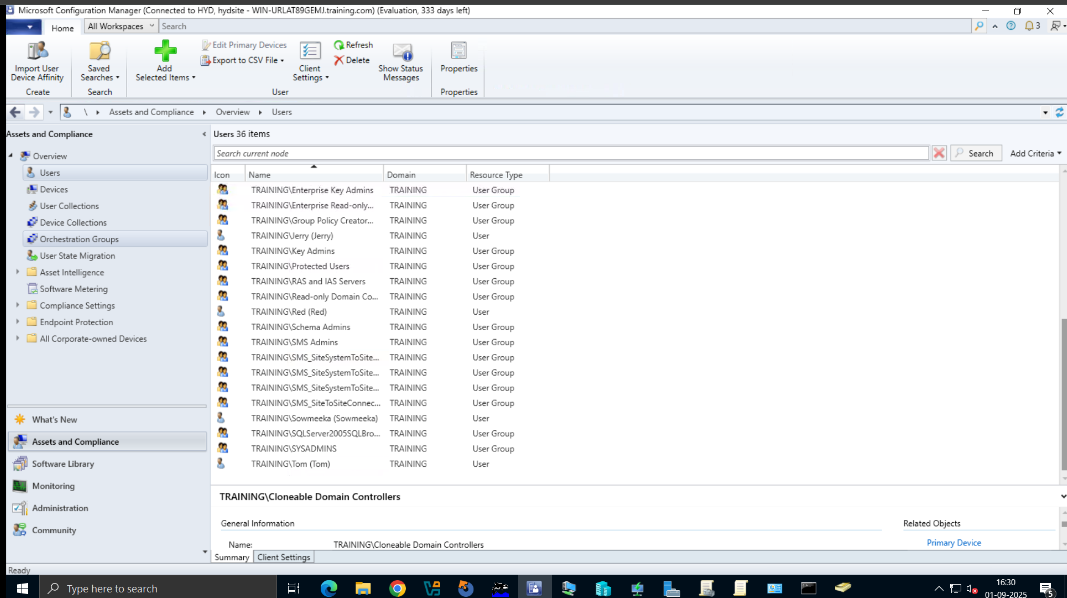 Microsoft Configuration Manager (Connected to HYD, hydsite - WIN-URLAT89GEMJ.training.com) (Evaluation, 333 days left)
Home All Workspaces Search 3
Import User Device Affinity
Saved Searches
Add Selected Items
Edit Primary Devices
Export to CSV File
Client Settings
Refresh
Delete
Show Status Messages
Properties
Create Search User Properties
\ Assets and Compliance Overview Users
Assets and Compliance
Overview
Users
Devices
User Collections
Device Collections
Orchestration Groups
User State Migration
Asset Intelligence
Software Metering
Compliance Settings
Endpoint Protection
All Corporate-owned Devices
What's New
Assets and Compliance
Software Library
Monitoring
Administration
Community
Users 36 items
Search current node Search Add Criteria
Icon Name Domain Resource Type
TRAINING\Enterprise Key Admins TRAINING User Group
TRAINING\Enterprise Read-only... TRAINING User Group
TRAINING\Group Policy Creator... TRAINING User Group
TRAINING\Jerry (Jerry) TRAINING User
TRAINING\Key Admins TRAINING User Group
TRAINING\Protected Users TRAINING User Group
TRAINING\RAS and IAS Servers TRAINING User Group
TRAINING\Read-only Domain Co... TRAINING User Group
TRAINING\Red (Red) TRAINING User
TRAINING\Schema Admins TRAINING User Group
TRAINING\SMS Admins TRAINING User Group
TRAINING\SMS_SiteSystemToSite... TRAINING User Group
TRAINING\SMS_SiteSystemToSite... TRAINING User Group
TRAINING\SMS_SiteSystemToSite... TRAINING User Group
TRAINING\SMS_SiteToSiteConnec... TRAINING User Group
TRAINING\Sowmeeka (Sowmeeka) TRAINING User
TRAINING\SQLServer2005SQLBro... TRAINING User Group
TRAINING\SYSADMINS TRAINING User Group
TRAINING\Tom (Tom) TRAINING User
TRAINING\Cloneable Domain Controllers
General Information Related Objects
Name: TRAINING\Cloneable Domain Controllers Primary Device
Summary Client Settings
Ready
Type here to search
16:30
01-09-2025
5